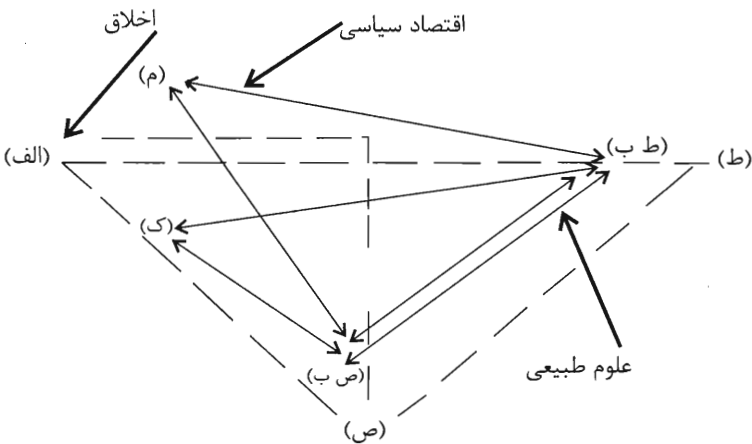 اخلاق
اقتصاد سیاسی
(م)
(الف)
(ط ب)
(ط)
(ک)
(ص ب)
علوم طبیعی
(ص)